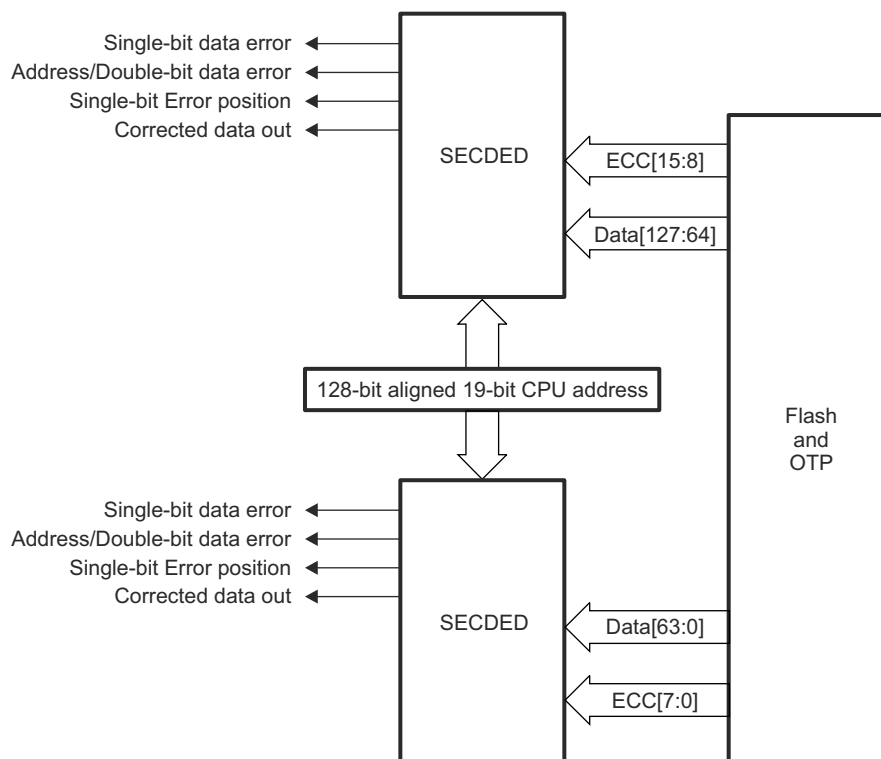 Single-bit data error
Address/Double-bit data error
Single-bit Error position
Corrected data out
SECDED
ECC[15:8]
Data[127:64]
128-bit aligned 19-bit CPU address
Flash
and
OTP
Single-bit data error
Address/Double-bit data error
Single-bit Error position
Corrected data out
SECDED
Data[63:0]
ECC[7:0]